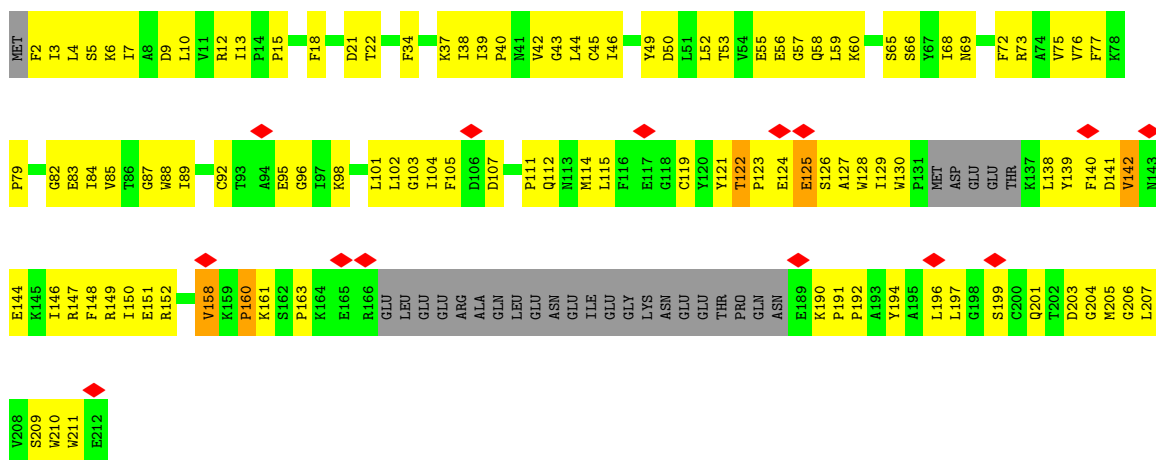 MET F2 I3 L4 S5 K6 I7 A8 D9 L10 V11 R12 I13 P14 P15 F18 D21 T22 F34 K37 I38 I39 P40 N41 V42 G43 L44 C45 I46 Y49 D50 L51 L52 T53 V54 E55 E56 G57 Q58 L59 K60 S65 S66 Y67 I68 N69 F72 R73 A74 V75 V76 F77 K78
P79 G82 E83 I84 V85 T86 G87 W88 I89 C92 T93 A94 E95 G96 I97 K98 L101 L102 G103 I104 F105 D106 D107 P111 Q112 N113 M114 L115 F116 E117 G118 C119 Y120 Y121 T122 P123 E124 E125 S126 A127 W128 I129 W130 P131 MET ASP GLU GLU THR K137 L138 Y139 F140 D141 V142 N143
E144 K145 I146 R147 F148 R149 I150 E151 R152 V158 K159 P160 K161 S162 P163 K164 E165 R166 GLU LEU GLU GLU ARG ALA GLN LEU GLU ASN GLU ILE GLU GLY LYS ASN GLU GLU THR PRO GLN ASN E189 K190 P191 P192 A193 Y194 A195 L196 L197 G198 S199 C200 Q201 T202 D203 G204 M205 G206 L207
V208 S209 W210 W211 E212